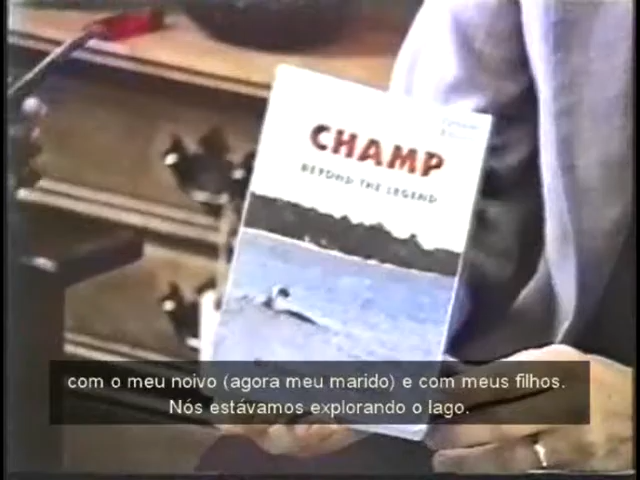 CHAMP
BEYOND THE LEGEND
com o meu noivo (agora meu marido) e com meus filhos.
Nós estávamos explorando o lago.